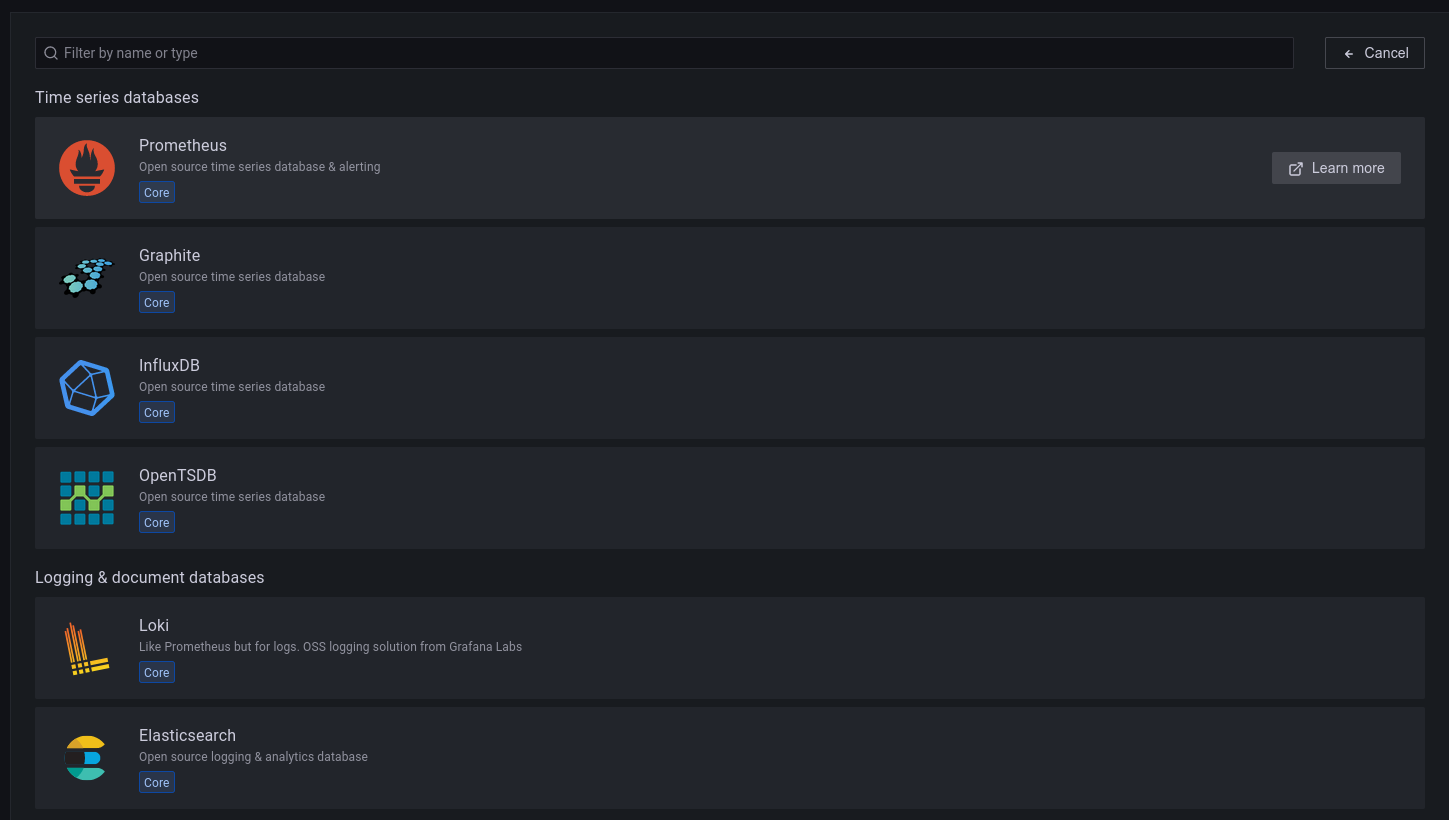 Filter by name or type
Cancel
Time series databases
Prometheus
Open source time series database & alerting
Core
Learn more
Graphite
Open source time series database
Core
InfluxDB
Open source time series database
Core
OpenTSDB
Open source time series database
Core
Logging & document databases
Loki
Like Prometheus but for logs. OSS logging solution from Grafana Labs
Core
Elasticsearch
Open source logging & analytics database
Core